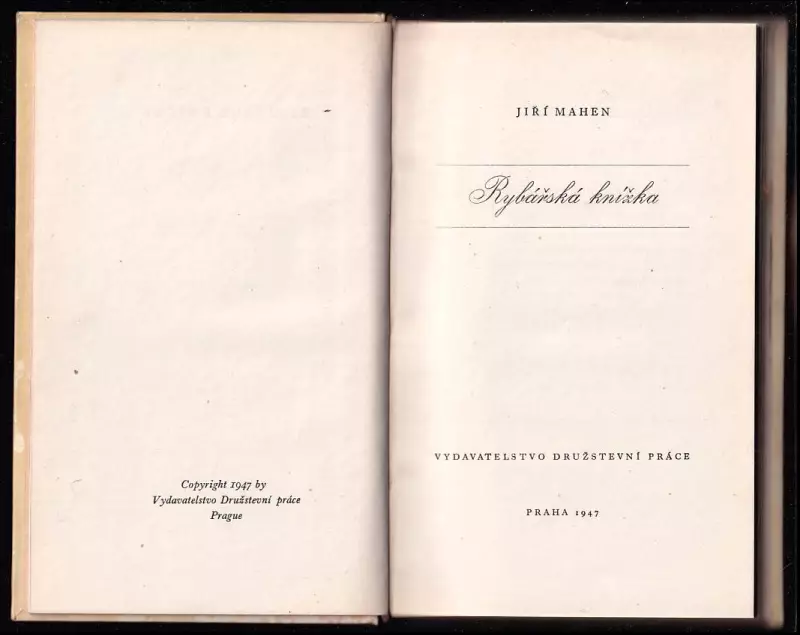 Copyright 1947 by
Vydavatelstvo Družstevní práce
Prague
JIŘÍ MAHEN
Rybářská knížka
VYDAVATELSTVO DRUŽSTEVNÍ PRÁCE
PRAHA 1947